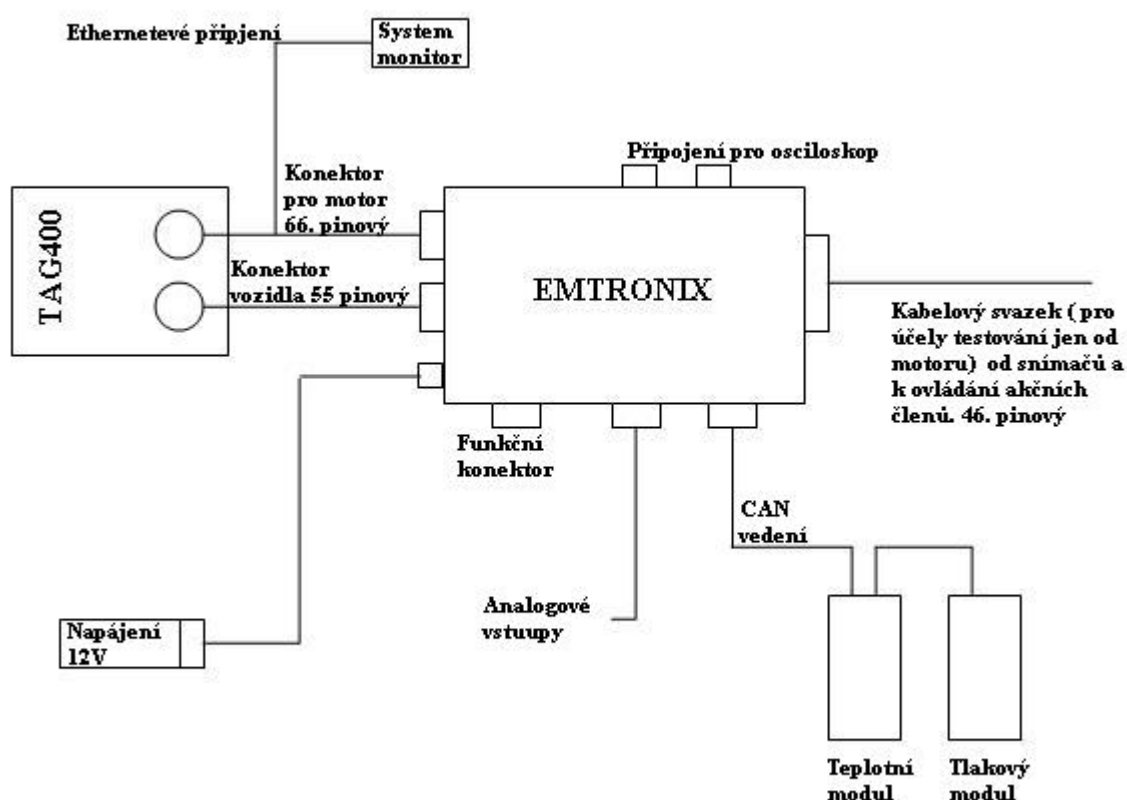 Ethernetevé připjení
System
monitor
Připojení pro osciloskop
Konektor
pro motor
66. pinový
TAG400
Konektor
vozidla 55 pinový
EMTRONIX
Kabelový svazek ( pro
účely testování jen od
motoru) od snímačů a
k ovládání akčních
členů. 46. pinový
Funkční
konektor
CAN
vedení
Analogové
vstuupy
Napájení
12V
Teplotní
modul
Tlakový
modul